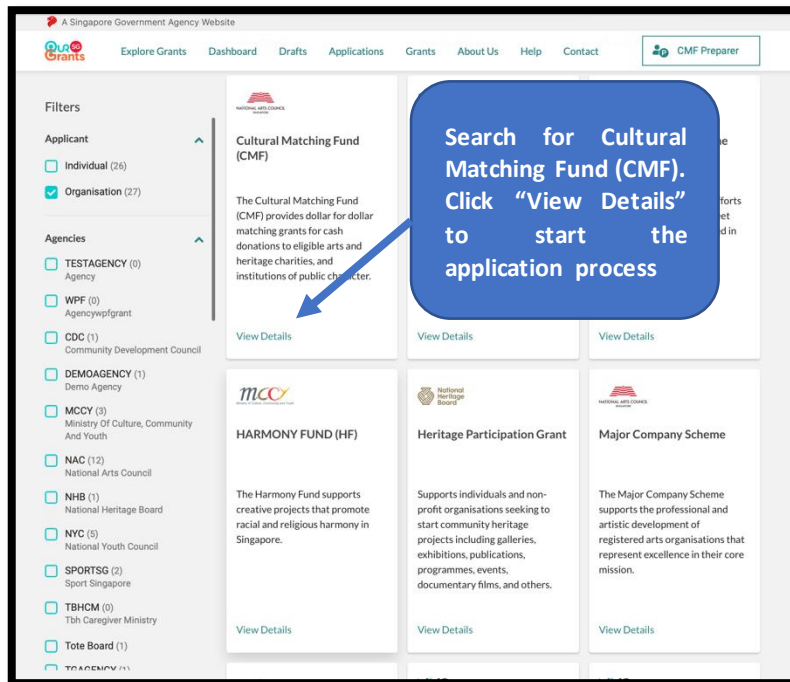 A Singapore Government Agency Website
OUR SG
Grants
Explore Grants
Dashboard
Drafts
Applications
Grants
About Us
Help
Contact
CMF Preparer
Filters
Applicant
Individual (26)
Organisation (27)
Agencies
TESTAGENCY (0)
Agency
WPF (0)
Agencywpfgrant
CDC (1)
Community Development Council
DEMOAGENCY (1)
Demo Agency
MCCY (3)
Ministry Of Culture, Community
And Youth
NAC (12)
National Arts Council
NHB (1)
National Heritage Board
NYC (5)
National Youth Council
SPORTSG (2)
Sport Singapore
TBHCM (0)
Tbh Caregiver Ministry
Tote Board (1)
NATIONAL ARTS COUNCIL
Cultural Matching Fund
(CMF)
The Cultural Matching Fund
(CMF) provides dollar for dollar
matching grants for cash
donations to eligible arts and
heritage charities, and
institutions of public character.
View Details
Search for Cultural
Matching Fund (CMF).
Click “View Details”
to start the
application process
View Details
View Details
mccy
HARMONY FUND (HF)
The Harmony Fund supports
creative projects that promote
racial and religious harmony in
Singapore.
View Details
National
Heritage
Board
Heritage Participation Grant
Supports individuals and non-
profit organisations seeking to
start community heritage
projects including galleries,
exhibitions, publications,
programmes, events,
documentary films, and others.
View Details
NATIONAL ARTS COUNCIL
Major Company Scheme
The Major Company Scheme
supports the professional and
artistic development of
registered arts organisations that
represent excellence in their core
mission.
View Details